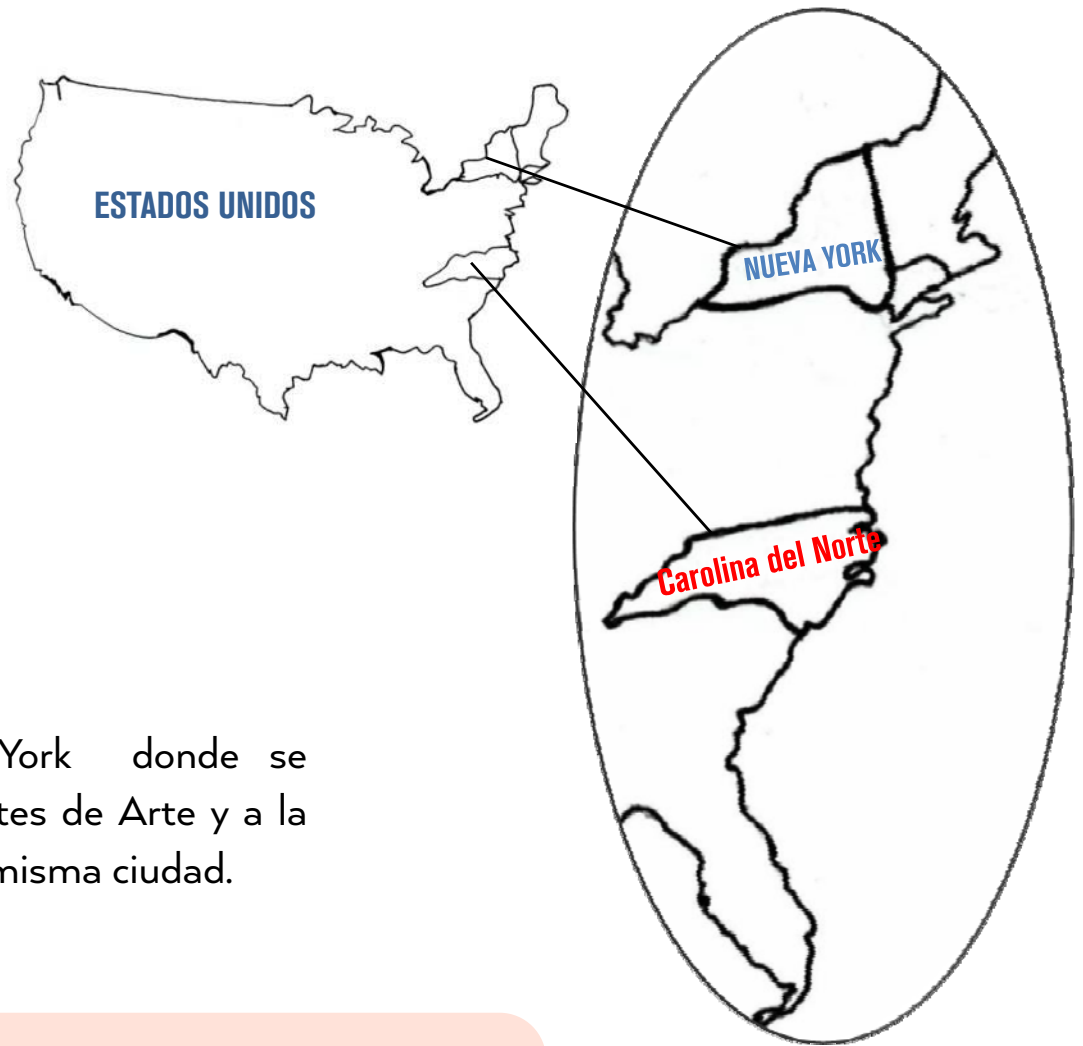 ESTADOS UNIDOS
NUEVA YORK
Carolina del Norte
York donde se
tes de Arte y a la
misma ciudad.